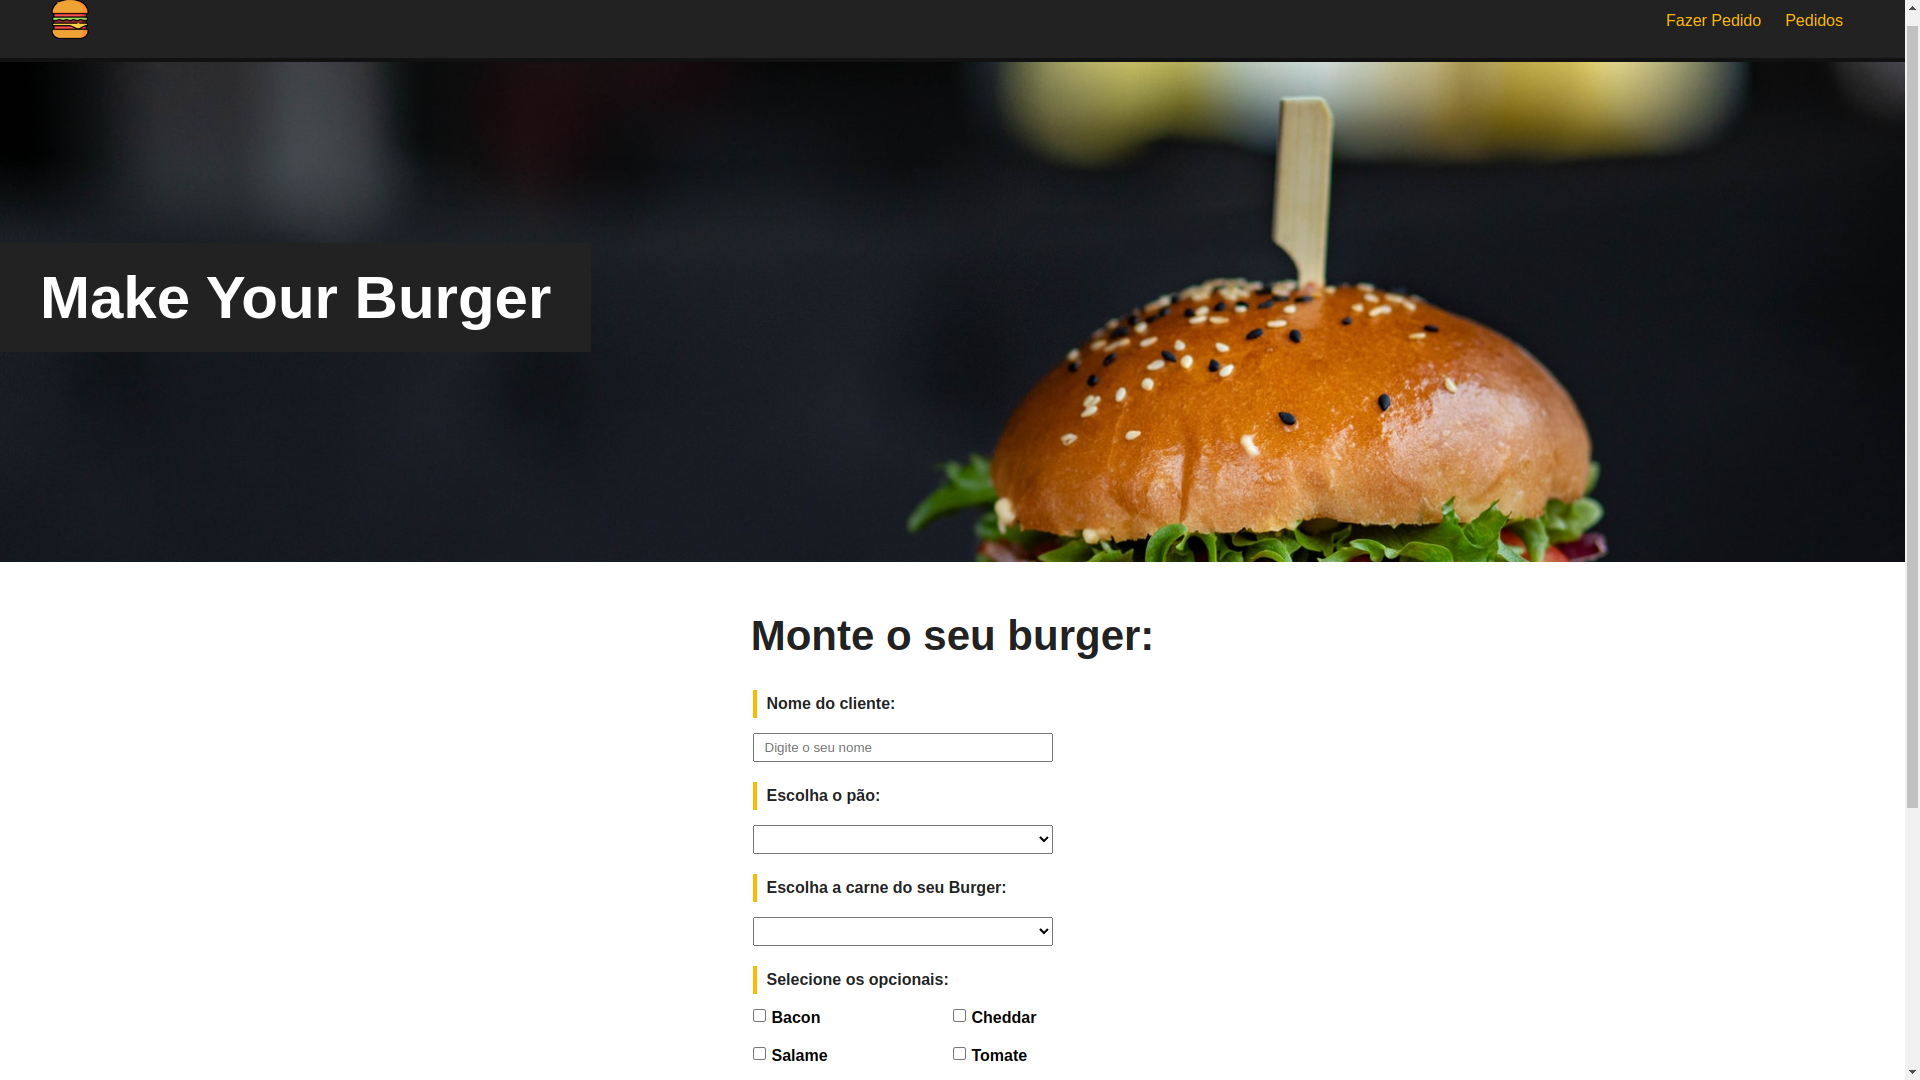 Fazer Pedido Pedidos
Make Your Burger
Monte o seu burger:
Nome do cliente:
Digite o seu nome
Escolha o pão:
Escolha a carne do seu Burger:
Selecione os opcionais:
Bacon Cheddar
Salame Tomate